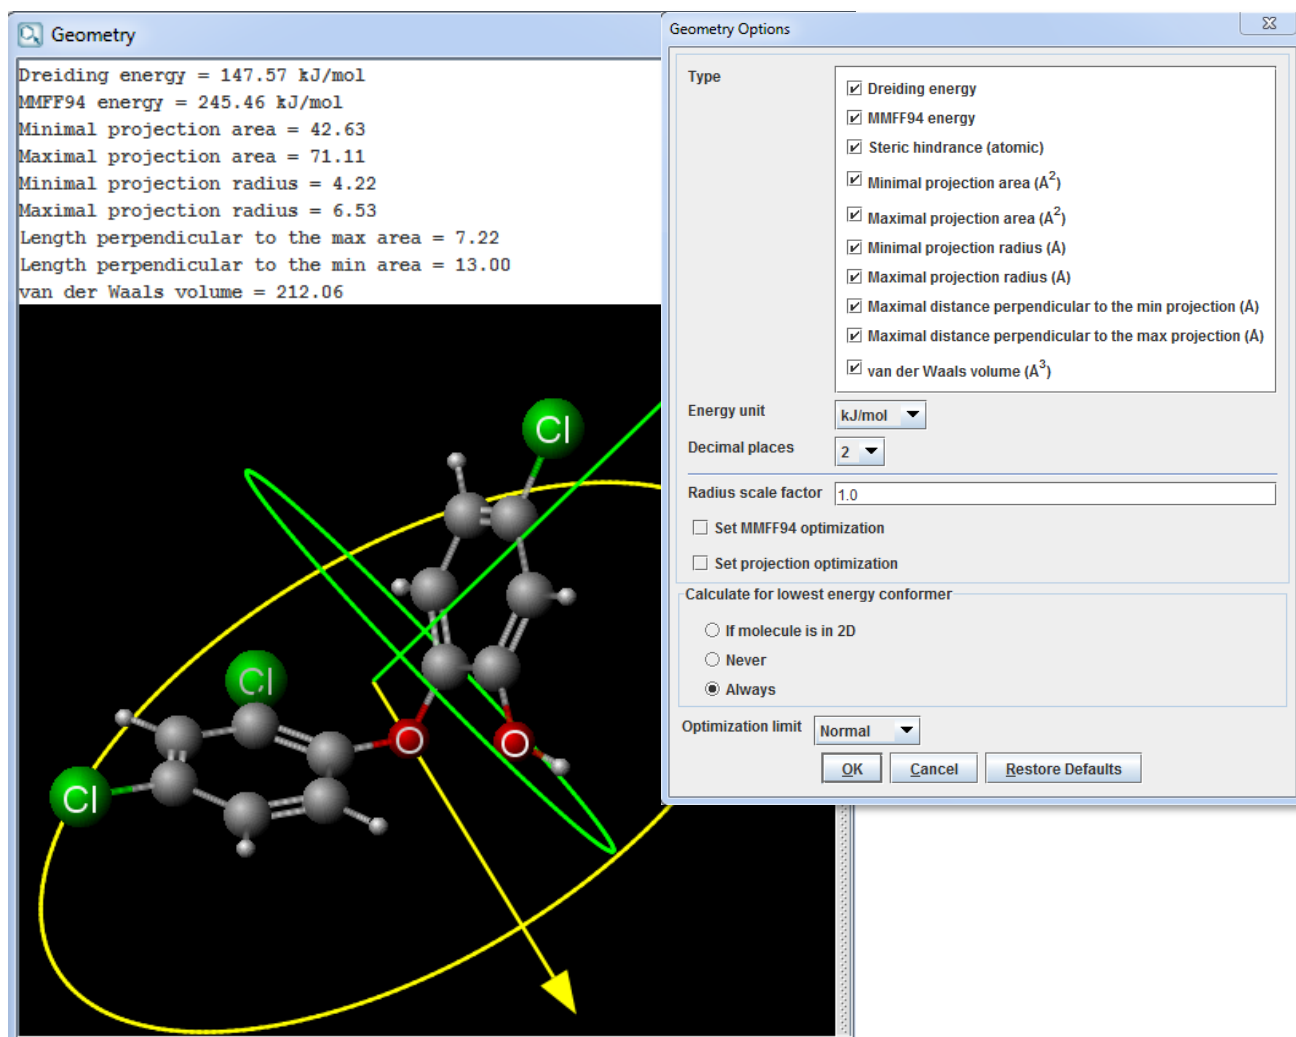 Geometry
Dreiding energy = 147.57 kJ/mol
MMFF94 energy = 245.46 kJ/mol
Minimal projection area = 42.63
Maximal projection area = 71.11
Minimal projection radius = 4.22
Maximal projection radius = 6.53
Length perpendicular to the max area = 7.22
Length perpendicular to the min area = 13.00
van der Waals volume = 212.06
Cl
Cl
Cl
O
O
Geometry Options
Type
Dreiding energy
MMFF94 energy
Steric hindrance (atomic)
Minimal projection area (Å²)
Maximal projection area (Å²)
Minimal projection radius (Å)
Maximal projection radius (Å)
Maximal distance perpendicular to the min projection (Å)
Maximal distance perpendicular to the max projection (Å)
van der Waals volume (Å³)
Energy unit kJ/mol
Decimal places 2
Radius scale factor 1.0
Set MMFF94 optimization
Set projection optimization
Calculate for lowest energy conformer
If molecule is in 2D
Never
Always
Optimization limit Normal
OK Cancel Restore Defaults